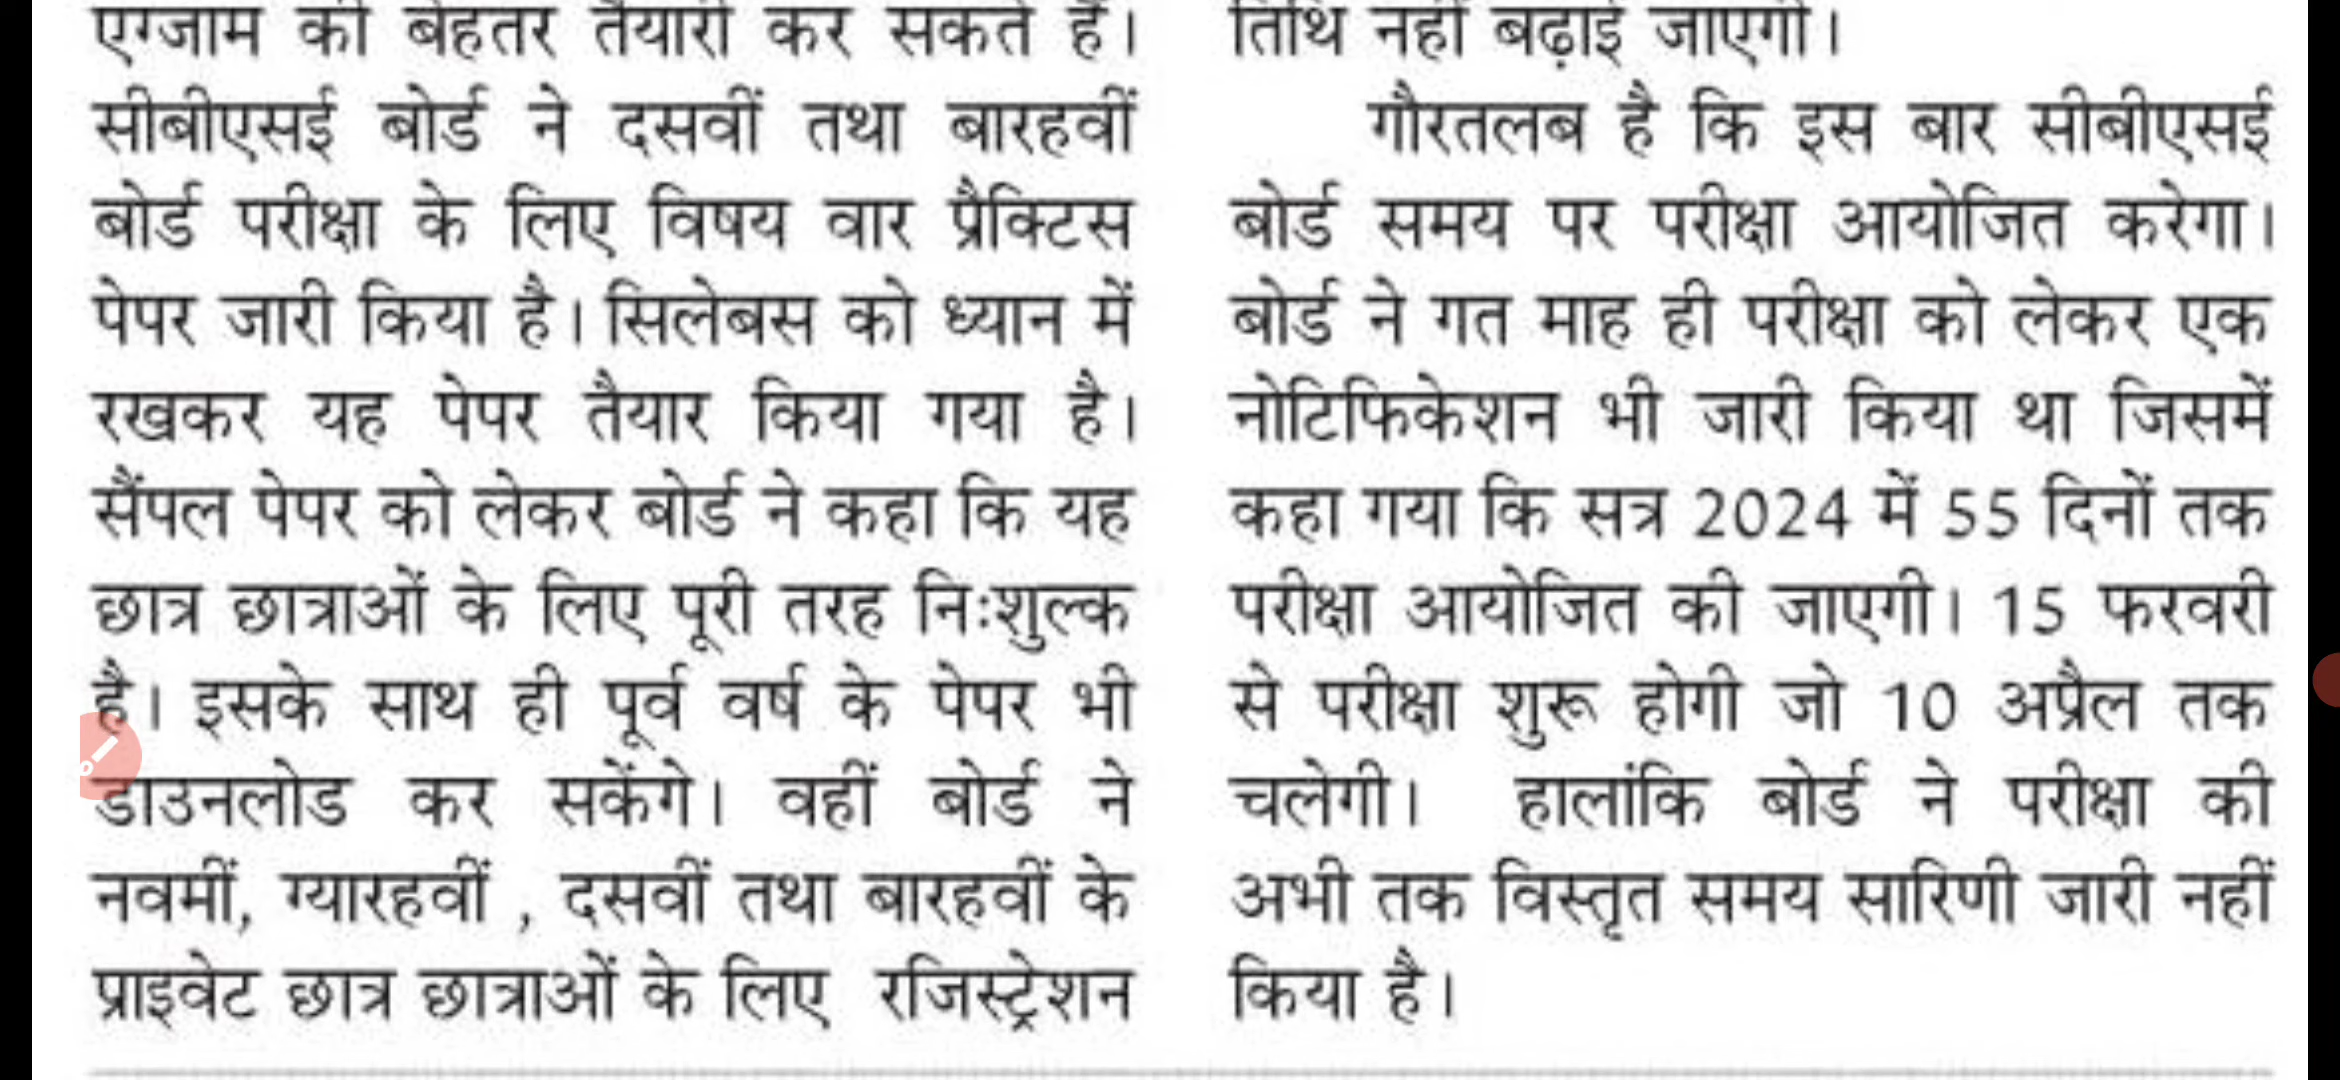 एग्जाम की बेहतर तैयारी कर सकते हैं।
सीबीएसई बोर्ड ने दसवीं तथा बारहवीं
बोर्ड परीक्षा के लिए विषय वार प्रैक्टिस
पेपर जारी किया है। सिलेबस को ध्यान में
रखकर यह पेपर तैयार किया गया है।
सैंपल पेपर को लेकर बोर्ड ने कहा कि यह
छात्र छात्राओं के लिए पूरी तरह निःशुल्क
है। इसके साथ ही पूर्व वर्ष के पेपर भी
डाउनलोड कर सकेंगे। वहीं बोर्ड ने
नवमीं, ग्यारहवीं , दसवीं तथा बारहवीं के
प्राइवेट छात्र छात्राओं के लिए रजिस्ट्रेशन
तिथि नहीं बढ़ाई जाएगी।
गौरतलब है कि इस बार सीबीएसई
बोर्ड समय पर परीक्षा आयोजित करेगा।
बोर्ड ने गत माह ही परीक्षा को लेकर एक
नोटिफिकेशन भी जारी किया था जिसमें
कहा गया कि सत्र 2024 में 55 दिनों तक
परीक्षा आयोजित की जाएगी। 15 फरवरी
से परीक्षा शुरू होगी जो 10 अप्रैल तक
चलेगी। हालांकि बोर्ड ने परीक्षा की
अभी तक विस्तृत समय सारिणी जारी नहीं
किया है।